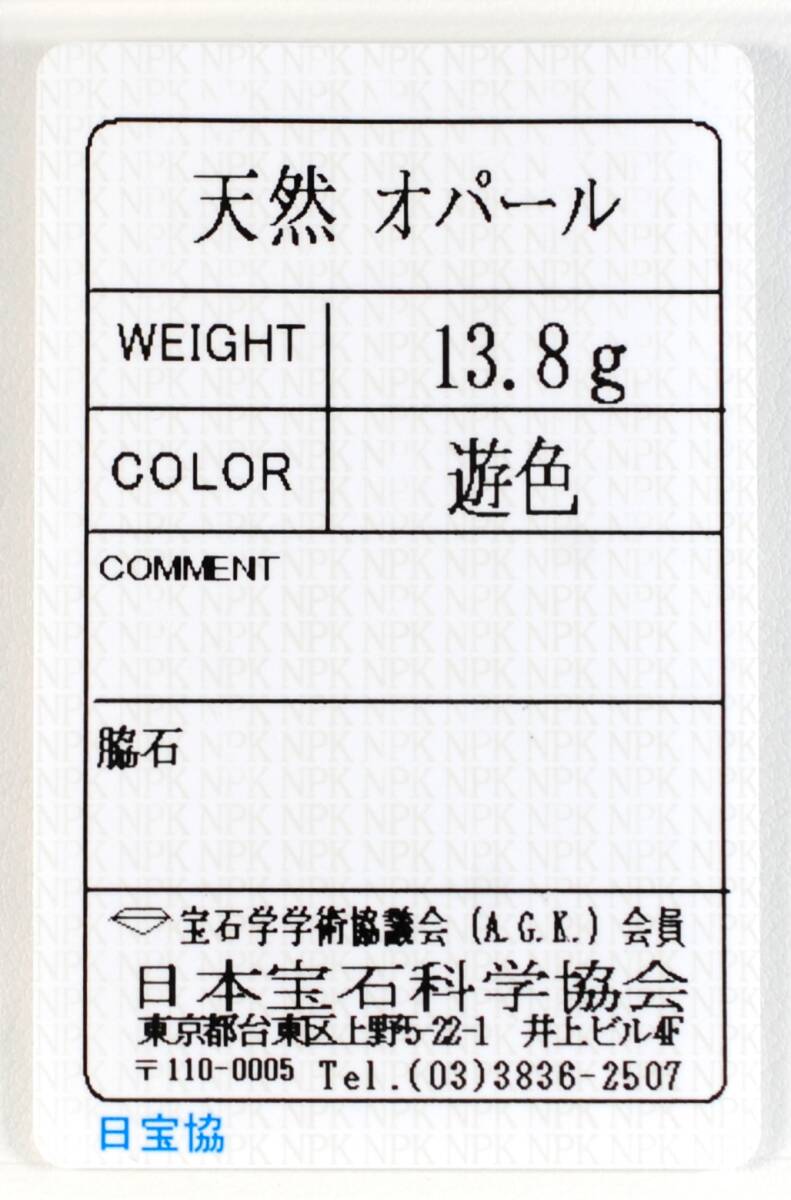 天然 オパール
WEIGHT 13.8g
COLOR 遊色
COMMENT
脇石
宝石学学術協議会 (A.G.K.) 会員
日本宝石科学協会
東京都台東区上野5-22-1 井上ビル4F
〒110-0005 Tel.(03)3836-2507
日宝協